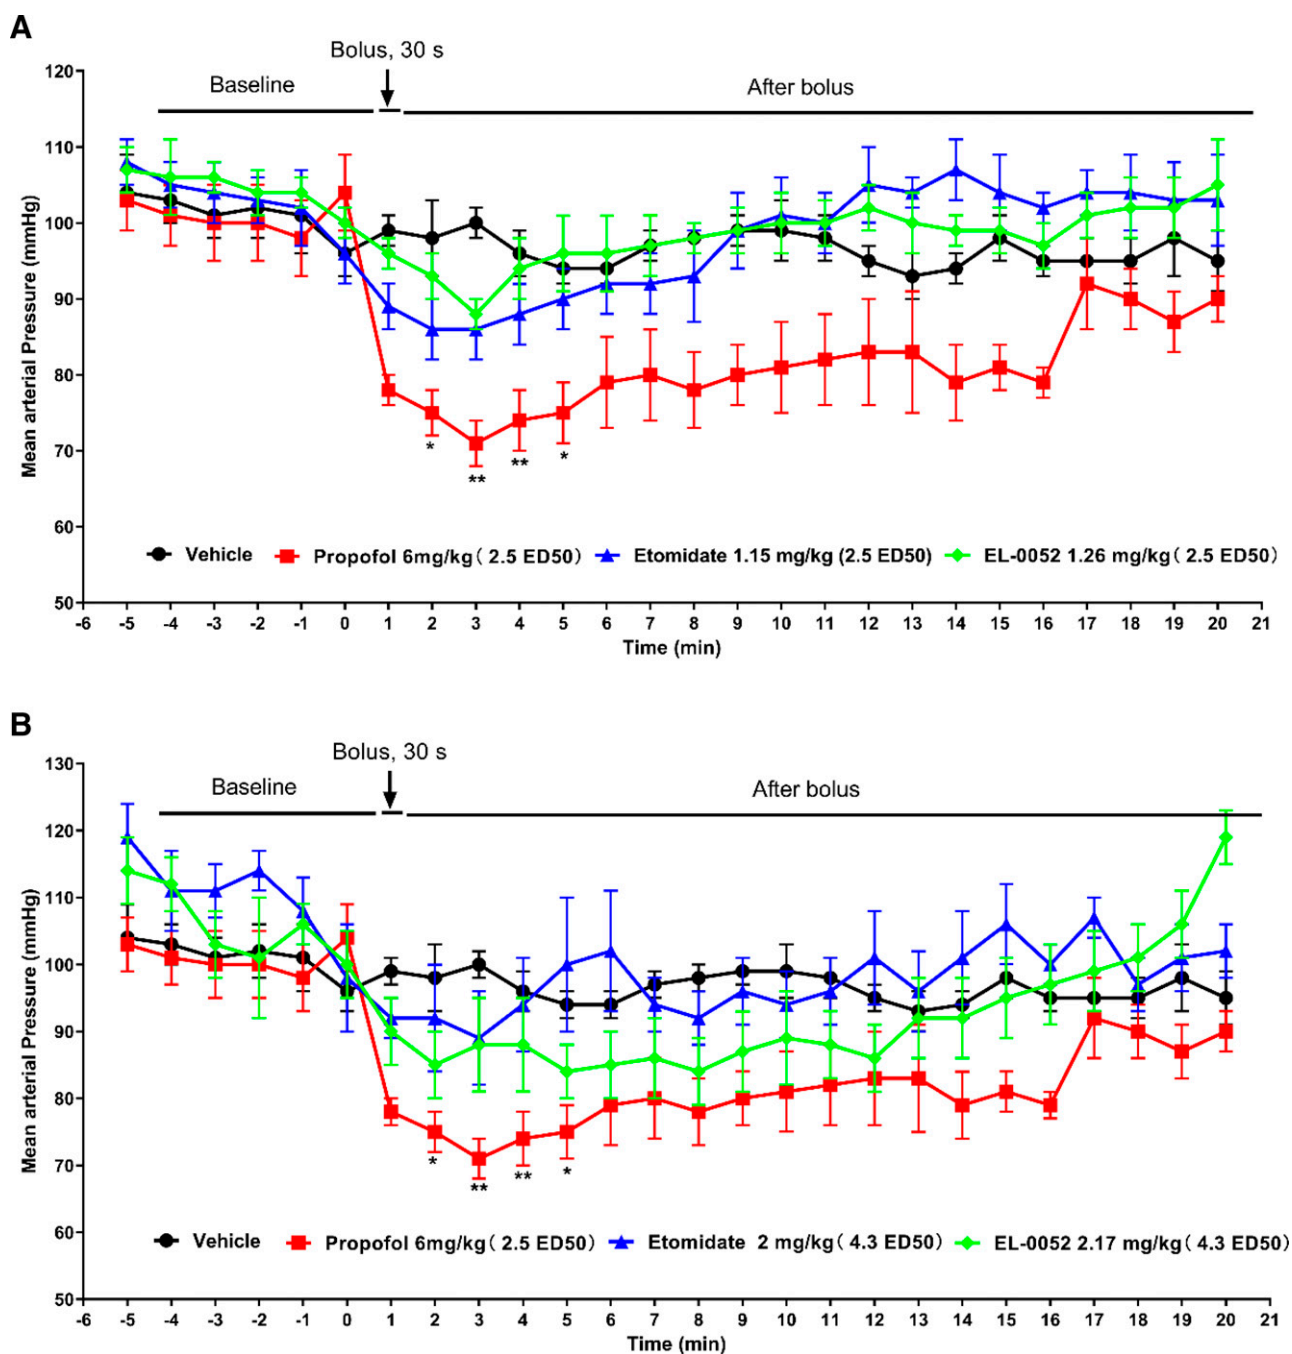 A
Bolus, 30 s
Baseline
After bolus
120
110
100
90
80
70
60
50
Mean arterial Pressure (mmHg)
* ** ** *
Vehicle Propofol 6mg/kg( 2.5 ED50) Etomidate 1.15 mg/kg (2.5 ED50) EL-0052 1.26 mg/kg( 2.5 ED50)
-6 -5 -4 -3 -2 -1 0 1 2 3 4 5 6 7 8 9 10 11 12 13 14 15 16 17 18 19 20 21
Time (min)
B
Bolus, 30 s
Baseline
After bolus
130
120
110
100
90
80
70
60
50
Mean arterial Pressure (mmHg)
* ** ** *
Vehicle Propofol 6mg/kg( 2.5 ED50) Etomidate 2 mg/kg( 4.3 ED50) EL-0052 2.17 mg/kg( 4.3 ED50)
-6 -5 -4 -3 -2 -1 0 1 2 3 4 5 6 7 8 9 10 11 12 13 14 15 16 17 18 19 20 21
Time (min)